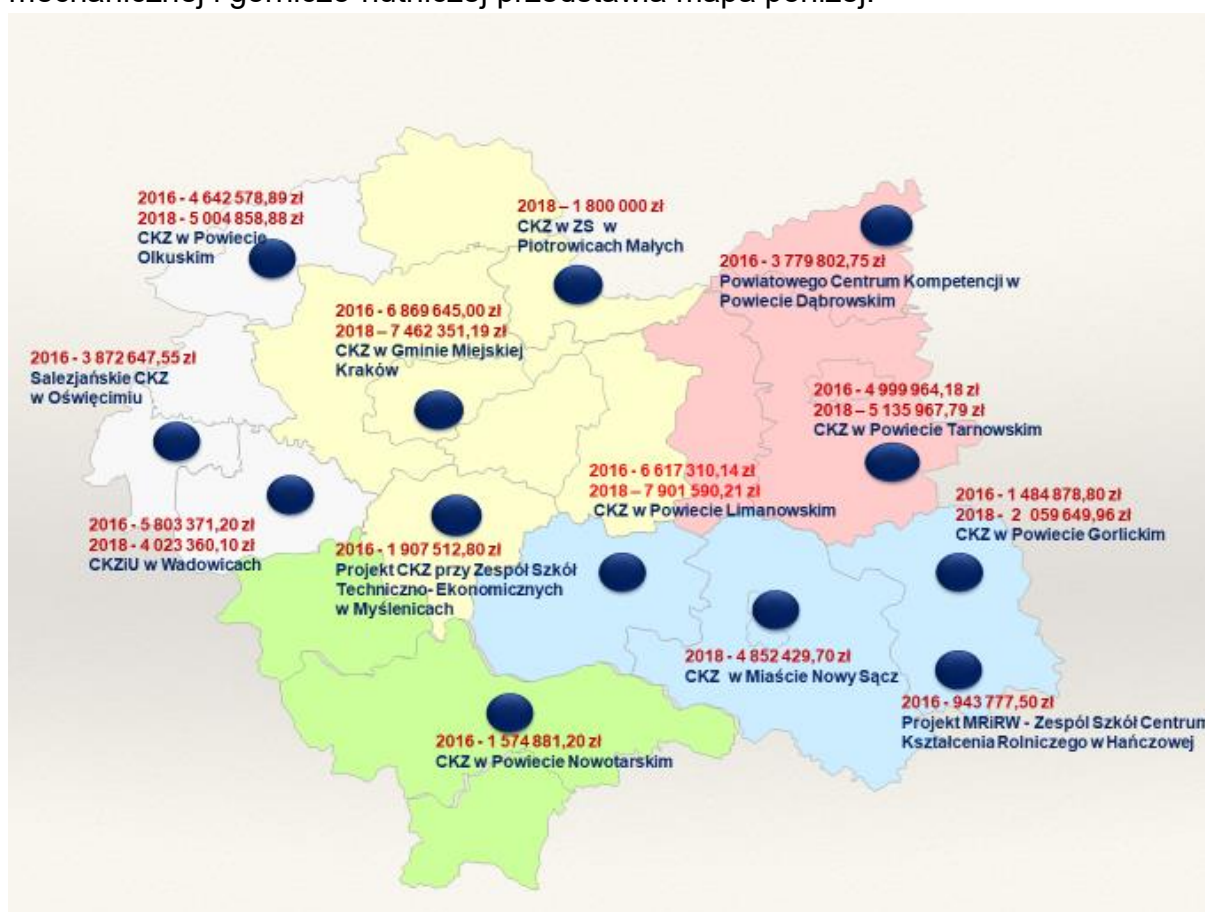 mechanicznej i górniczo-hutniczej przedstawia mapa poniżej.
2016 - 4 642 578,89 zł
2018 - 5 004 858,88 zł
CKZ w Powiecie
Olkuskim
2018 – 1 800 000 zł
CKZ w ZS w
Piotrowicach Małych
2016 - 3 779 802,75 zł
Powiatowego Centrum Kompetencji w
Powiecie Dąbrowskim
2016 - 6 869 645,00 zł
2018 – 7 462 351,19 zł
CKZ w Gminie Miejskiej
Kraków
2016 - 3 872 647,55 zł
Salezjańskie CKZ
w Oświęcimiu
2016 - 4 999 964,18 zł
2018 – 5 135 967,79 zł
CKZ w Powiecie Tarnowskim
2016 - 6 617 310,14 zł
2018 – 7 901 590,21 zł
CKZ w Powiecie Limanowskim
2016 - 1 484 878,80 zł
2018 - 2 059 649,96 zł
CKZ w Powiecie Gorlickim
2016 - 5 803 371,20 zł
2018 - 4 023 360,10 zł
CKZiU w Wadowicach
2016 - 1 907 512,80 zł
Projekt CKZ przy Zespół Szkół
Techniczno- Ekonomicznych
w Myślenicach
2018 - 4 852 429,70 zł
CKZ w Miaście Nowy Sącz
2016 - 943 777,50 zł
Projekt MRiRW - Zespól Szkół Centrum
Kształcenia Rolniczego w Hańczowej
2016 - 1 574 881,20 zł
CKZ w Powiecie Nowotarskim